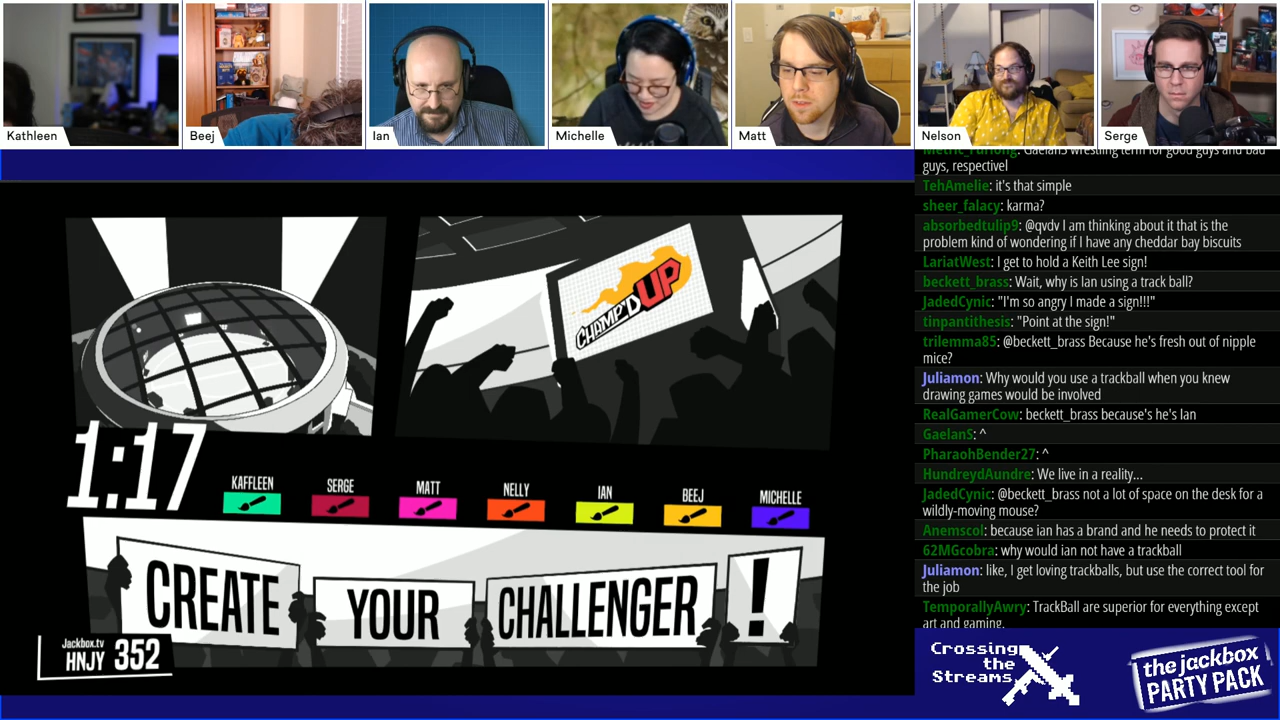 Kathleen
Beej
Ian
Michelle
Matt
Nelson
Serge
CHAMP'D UP
1:17
KAFFLEEN
SERGE
MATT
NELLY
IAN
BEEJ
MICHELLE
CREATE
YOUR
CHALLENGER
!
Jackbox.tv
HNJY 352
wrestling term for good guys and bad
guys, respectivel
TehAmelie: it's that simple
sheer_falacy: karma?
absorbedtulip9: @qvdv I am thinking about it that is the
problem kind of wondering if I have any cheddar bay biscuits
LariatWest: I get to hold a Keith Lee sign!
beckett_brass: Wait, why is Ian using a track ball?
JadedCynic: "I'm so angry I made a sign!!!"
tinpantithesis: "Point at the sign!"
trilemma85: @beckett_brass Because he's fresh out of nipple
mice?
Juliamon: Why would you use a trackball when you knew
drawing games would be involved
RealGamerCow: beckett_brass because's he's Ian
GaelanS: ^
PharaohBender27: ^
HundreydAundre: We live in a reality...
JadedCynic: @beckett_brass not a lot of space on the desk for a
wildly-moving mouse?
Anemscol: because ian has a brand and he needs to protect it
62MGcobra: why would ian not have a trackball
Juliamon: like, I get loving trackballs, but use the correct tool for
the job
TemporallyAwry: TrackBall are superior for everything except
art and gaming.
Crossing
the
Streams
the jackbox
PARTY PACK